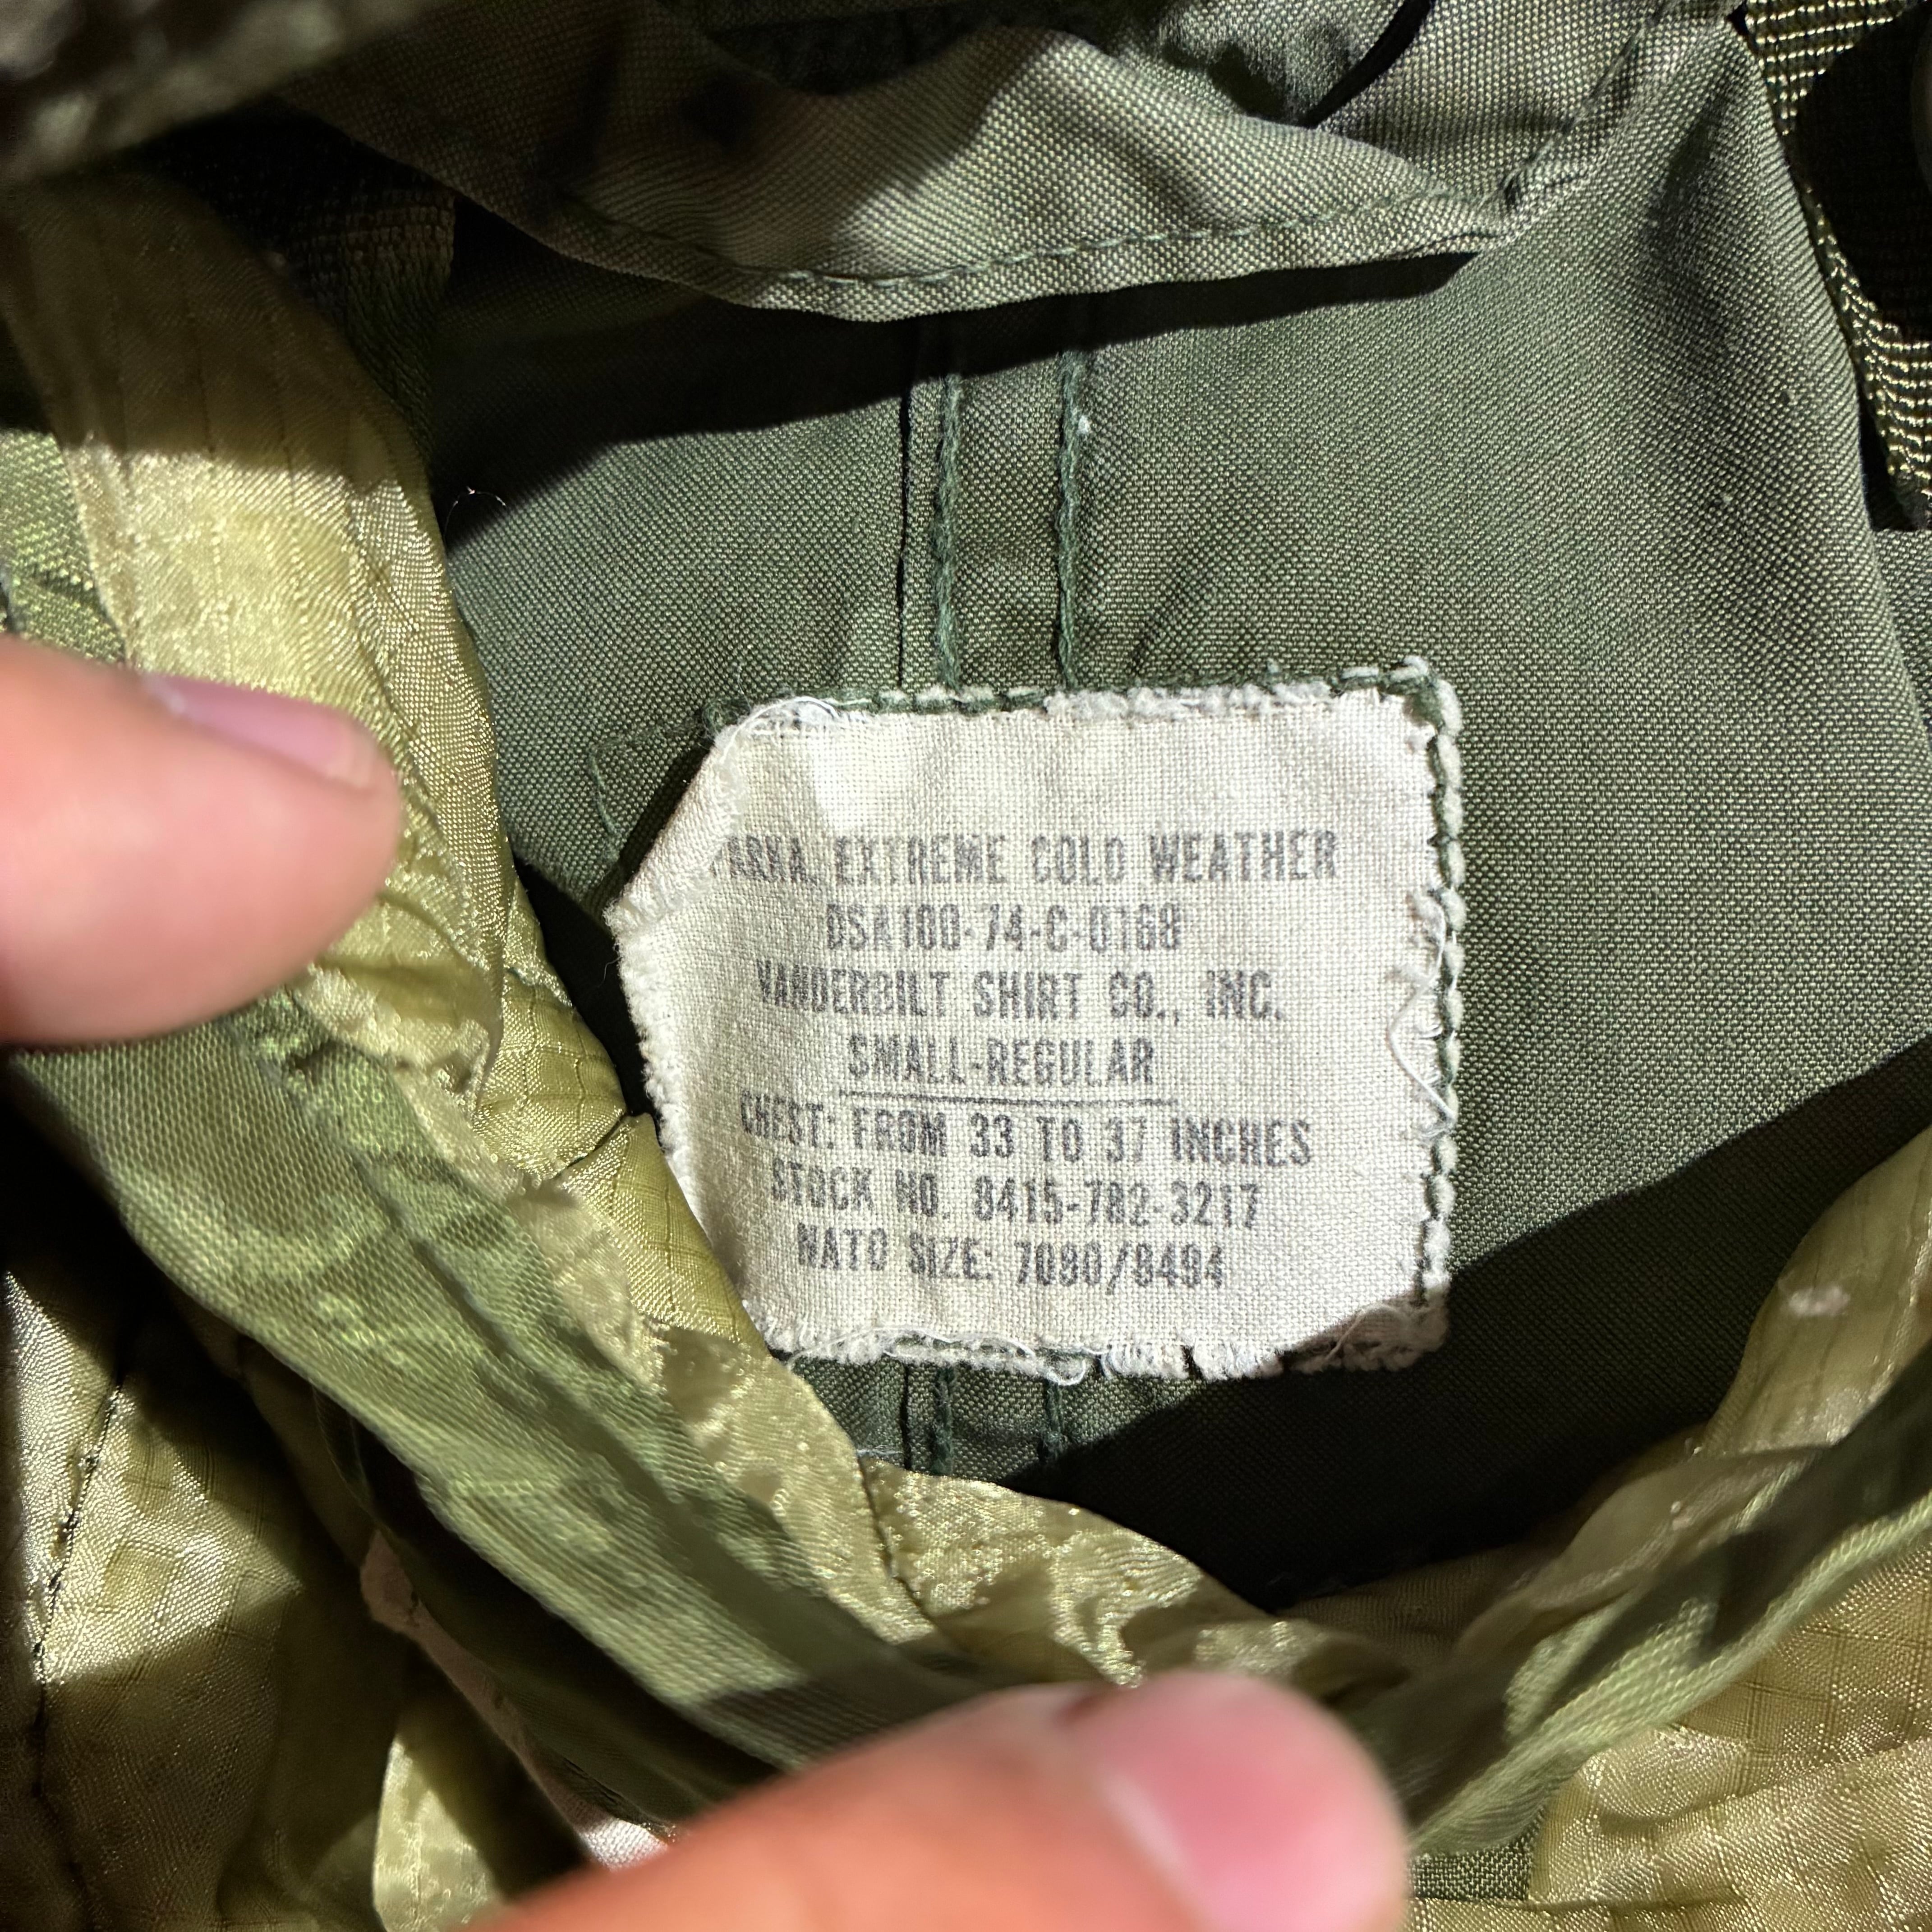 PARKA, EXTREME COLD WEATHER
DSA100-74-C-0168
VANDERBILT SHIRT CO., INC.
SMALL-REGULAR
CHEST: FROM 33 TO 37 INCHES
STOCK NO. 8415-782-3217
NATO SIZE: 7080/8494